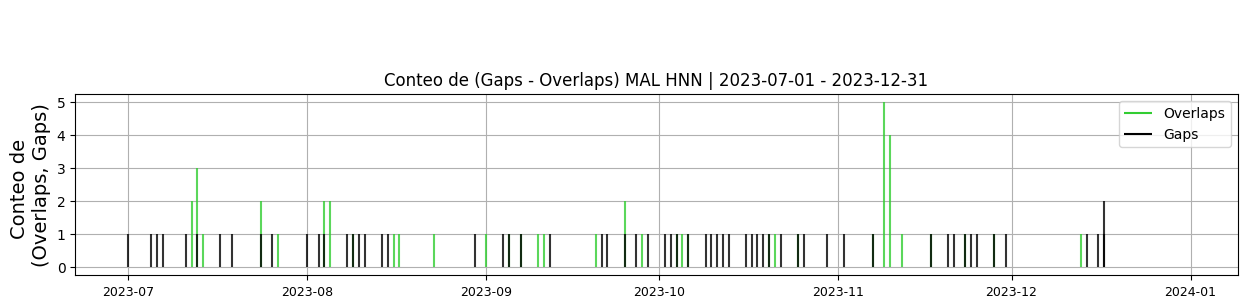 Conteo de (Gaps - Overlaps) MAL HNN | 2023-07-01 - 2023-12-31
Conteo de
(Overlaps, Gaps)
5
4
3
2
1
0
Overlaps
Gaps
2023-07
2023-08
2023-09
2023-10
2023-11
2023-12
2024-01